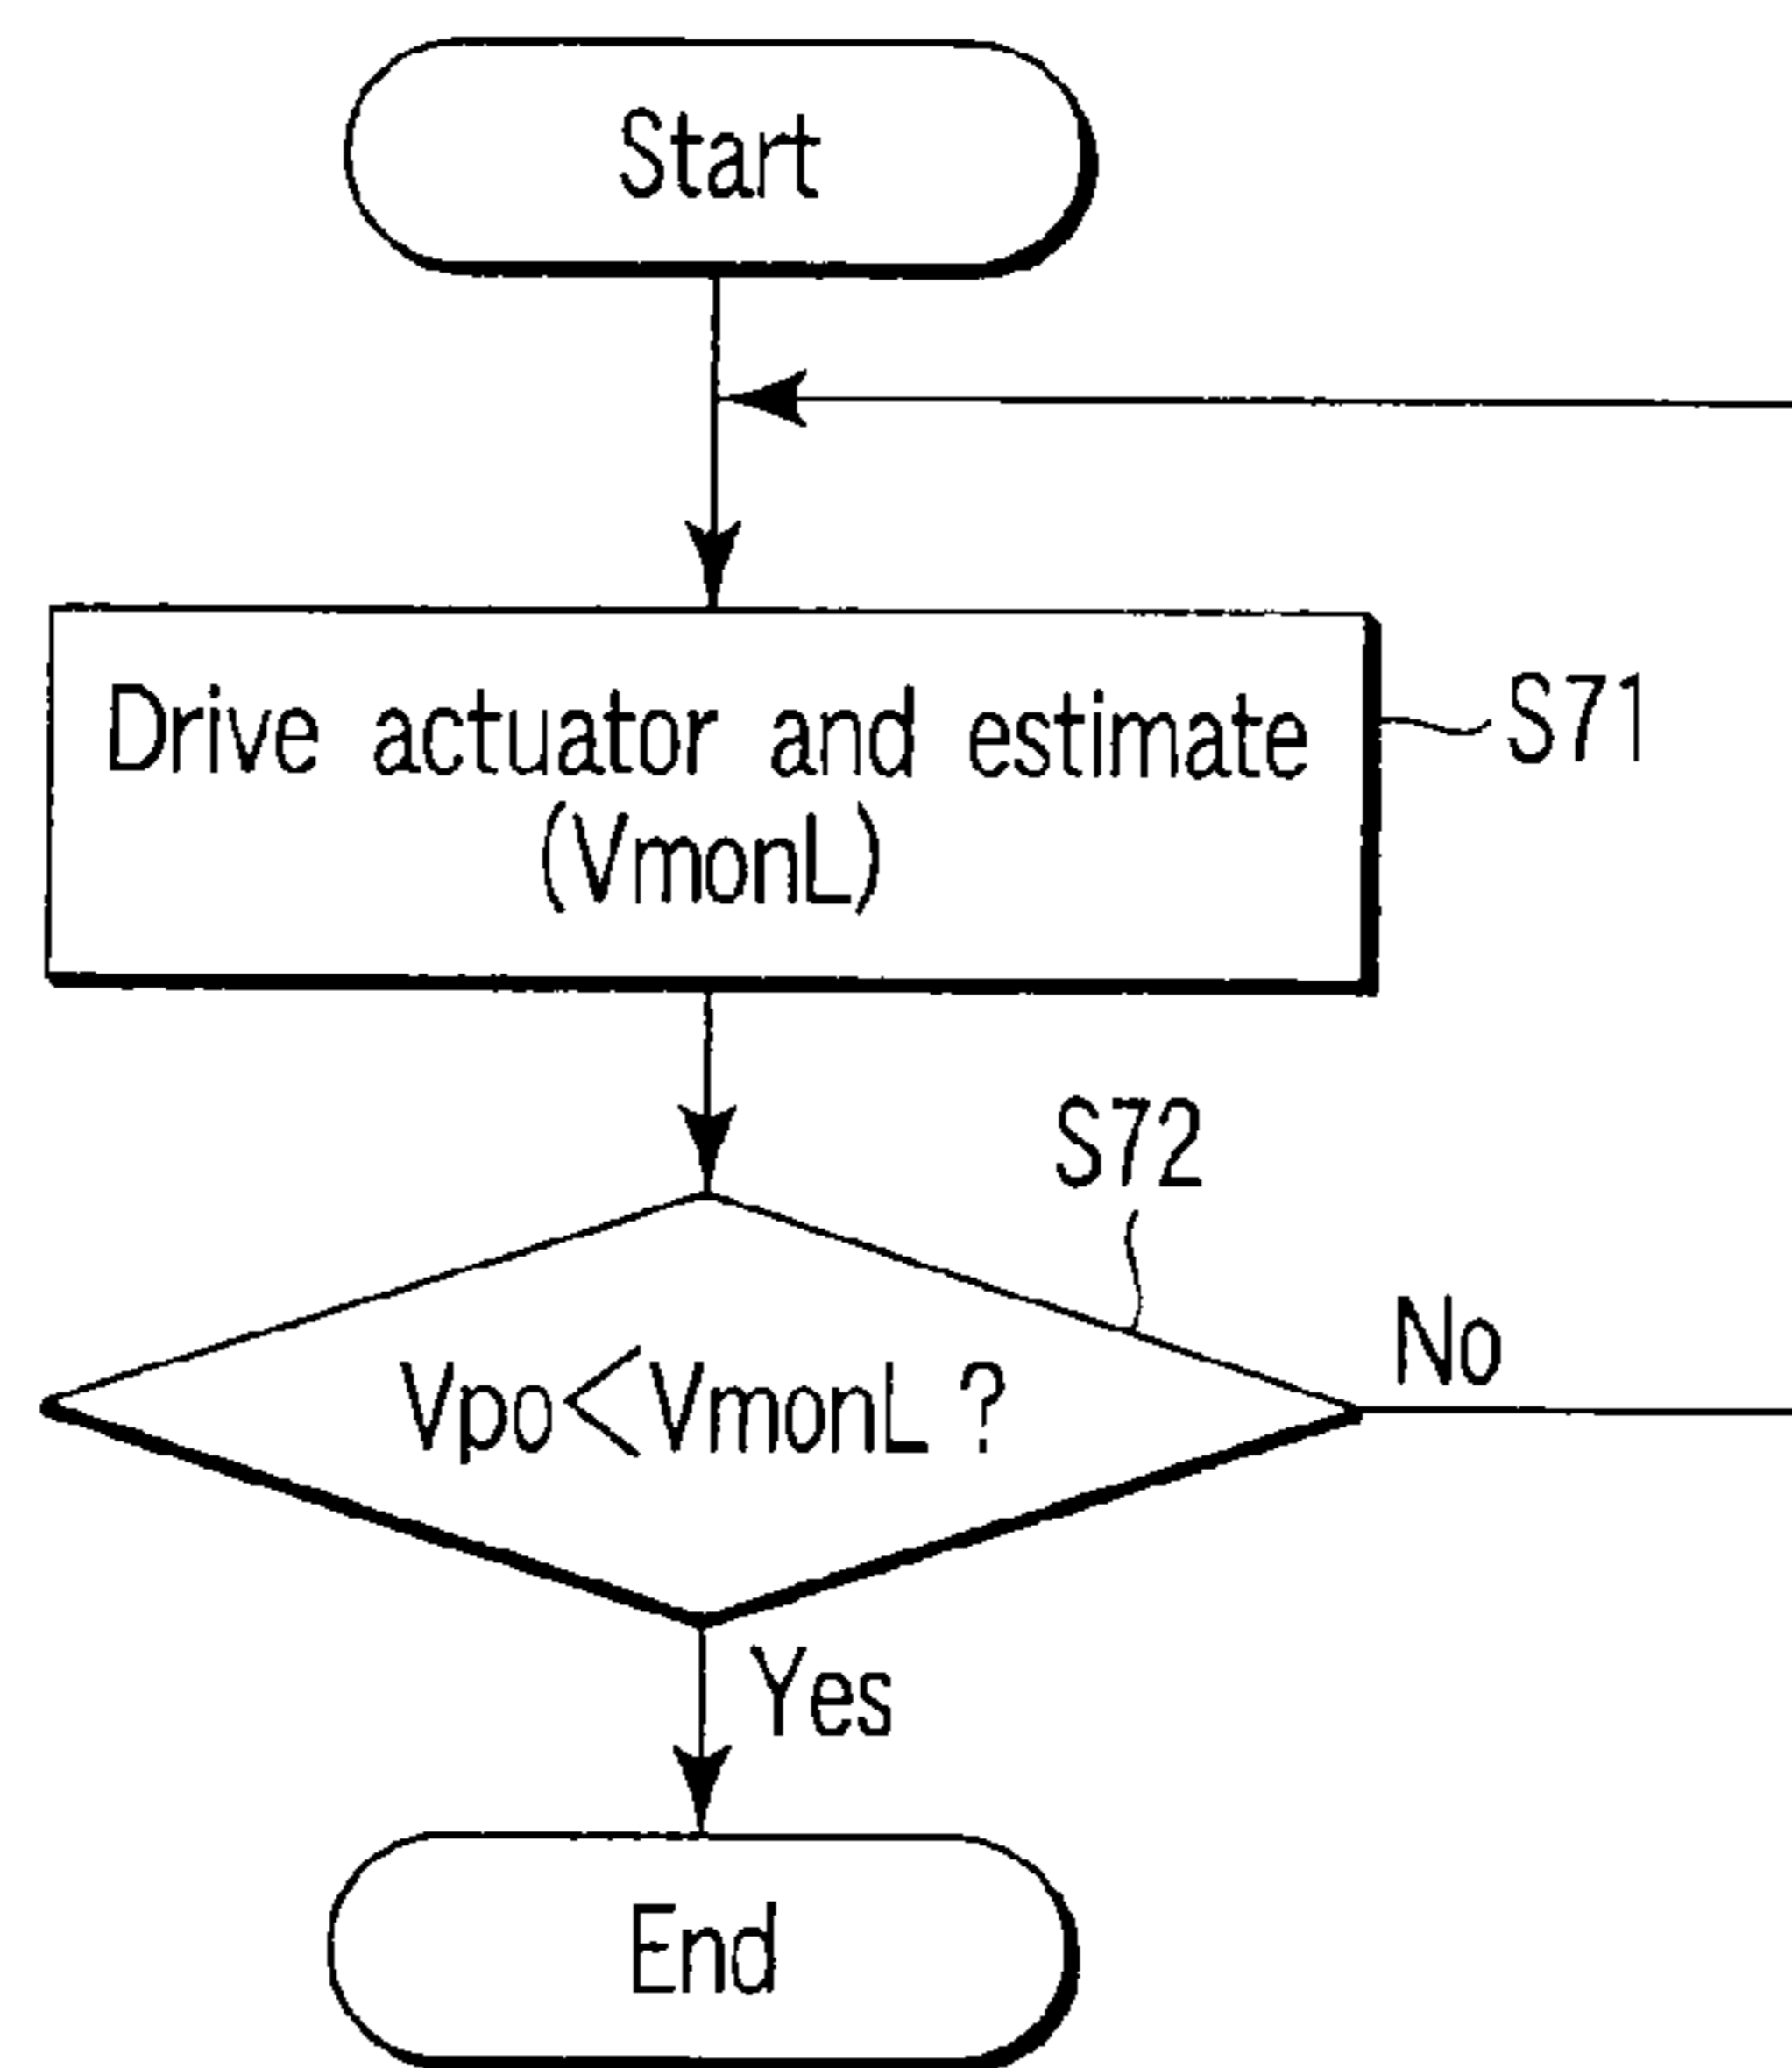 Start
Drive actuator and estimate
(VmonL)
S71
S72
Vpo<VmonL ?
No
Yes
End